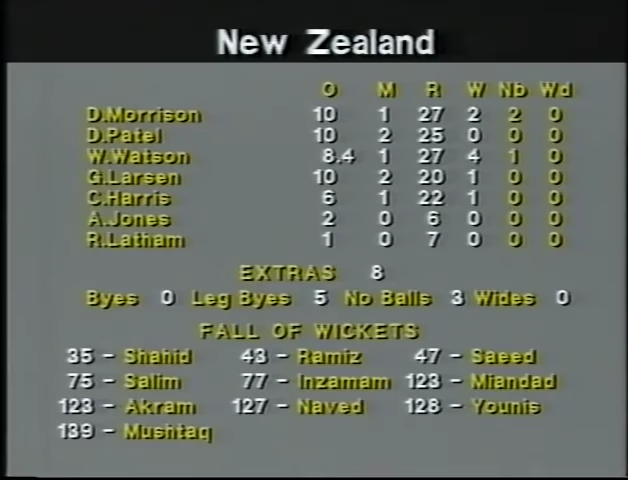 New Zealand
O M R W Nb Wd
D.Morrison 10 1 27 2 2 0
D.Patel 10 2 25 0 0 0
W.Watson 8.4 1 27 4 1 0
G.Larsen 10 2 20 1 0 0
C.Harris 6 1 22 1 0 0
A.Jones 2 0 6 0 0 0
R.Latham 1 0 7 0 0 0
EXTRAS 8
Byes 0 Leg Byes 5 No Balls 3 Wides 0
FALL OF WICKETS
35 - Shahid 43 - Ramiz 47 - Saeed
75 - Salim 77 - Inzamam 123 - Miandad
123 - Akram 127 - Naved 128 - Younis
139 - Mushtaq